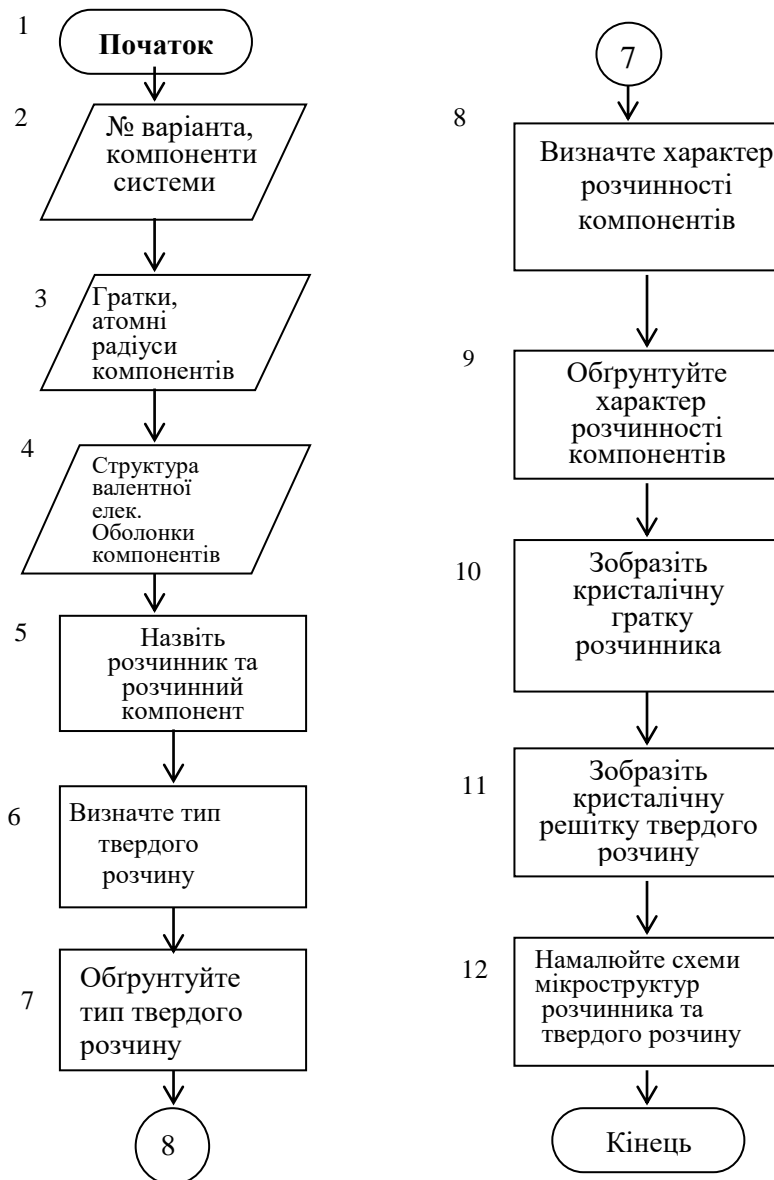 1
Початок
2
№ варіанта,
компоненти
системи
3
Гратки,
атомні
радіуси
компонентів
4
Структура
валентної
елек.
Оболонки
компонентів
5
Назвіть
розчинник та
розчинний
компонент
6
Визначте тип
твердого
розчину
7
Обґрунтуйте
тип твердого
розчину
8
7
8
Визначте характер
розчинності
компонентів
9
Обґрунтуйте
характер
розчинності
компонентів
10
Зобразіть
кристалічну
гратку
розчинника
11
Зобразіть
кристалічну
решітку твердого
розчину
12
Намалюйте схеми
мікроструктур
розчинника та
твердого розчину
Кінець